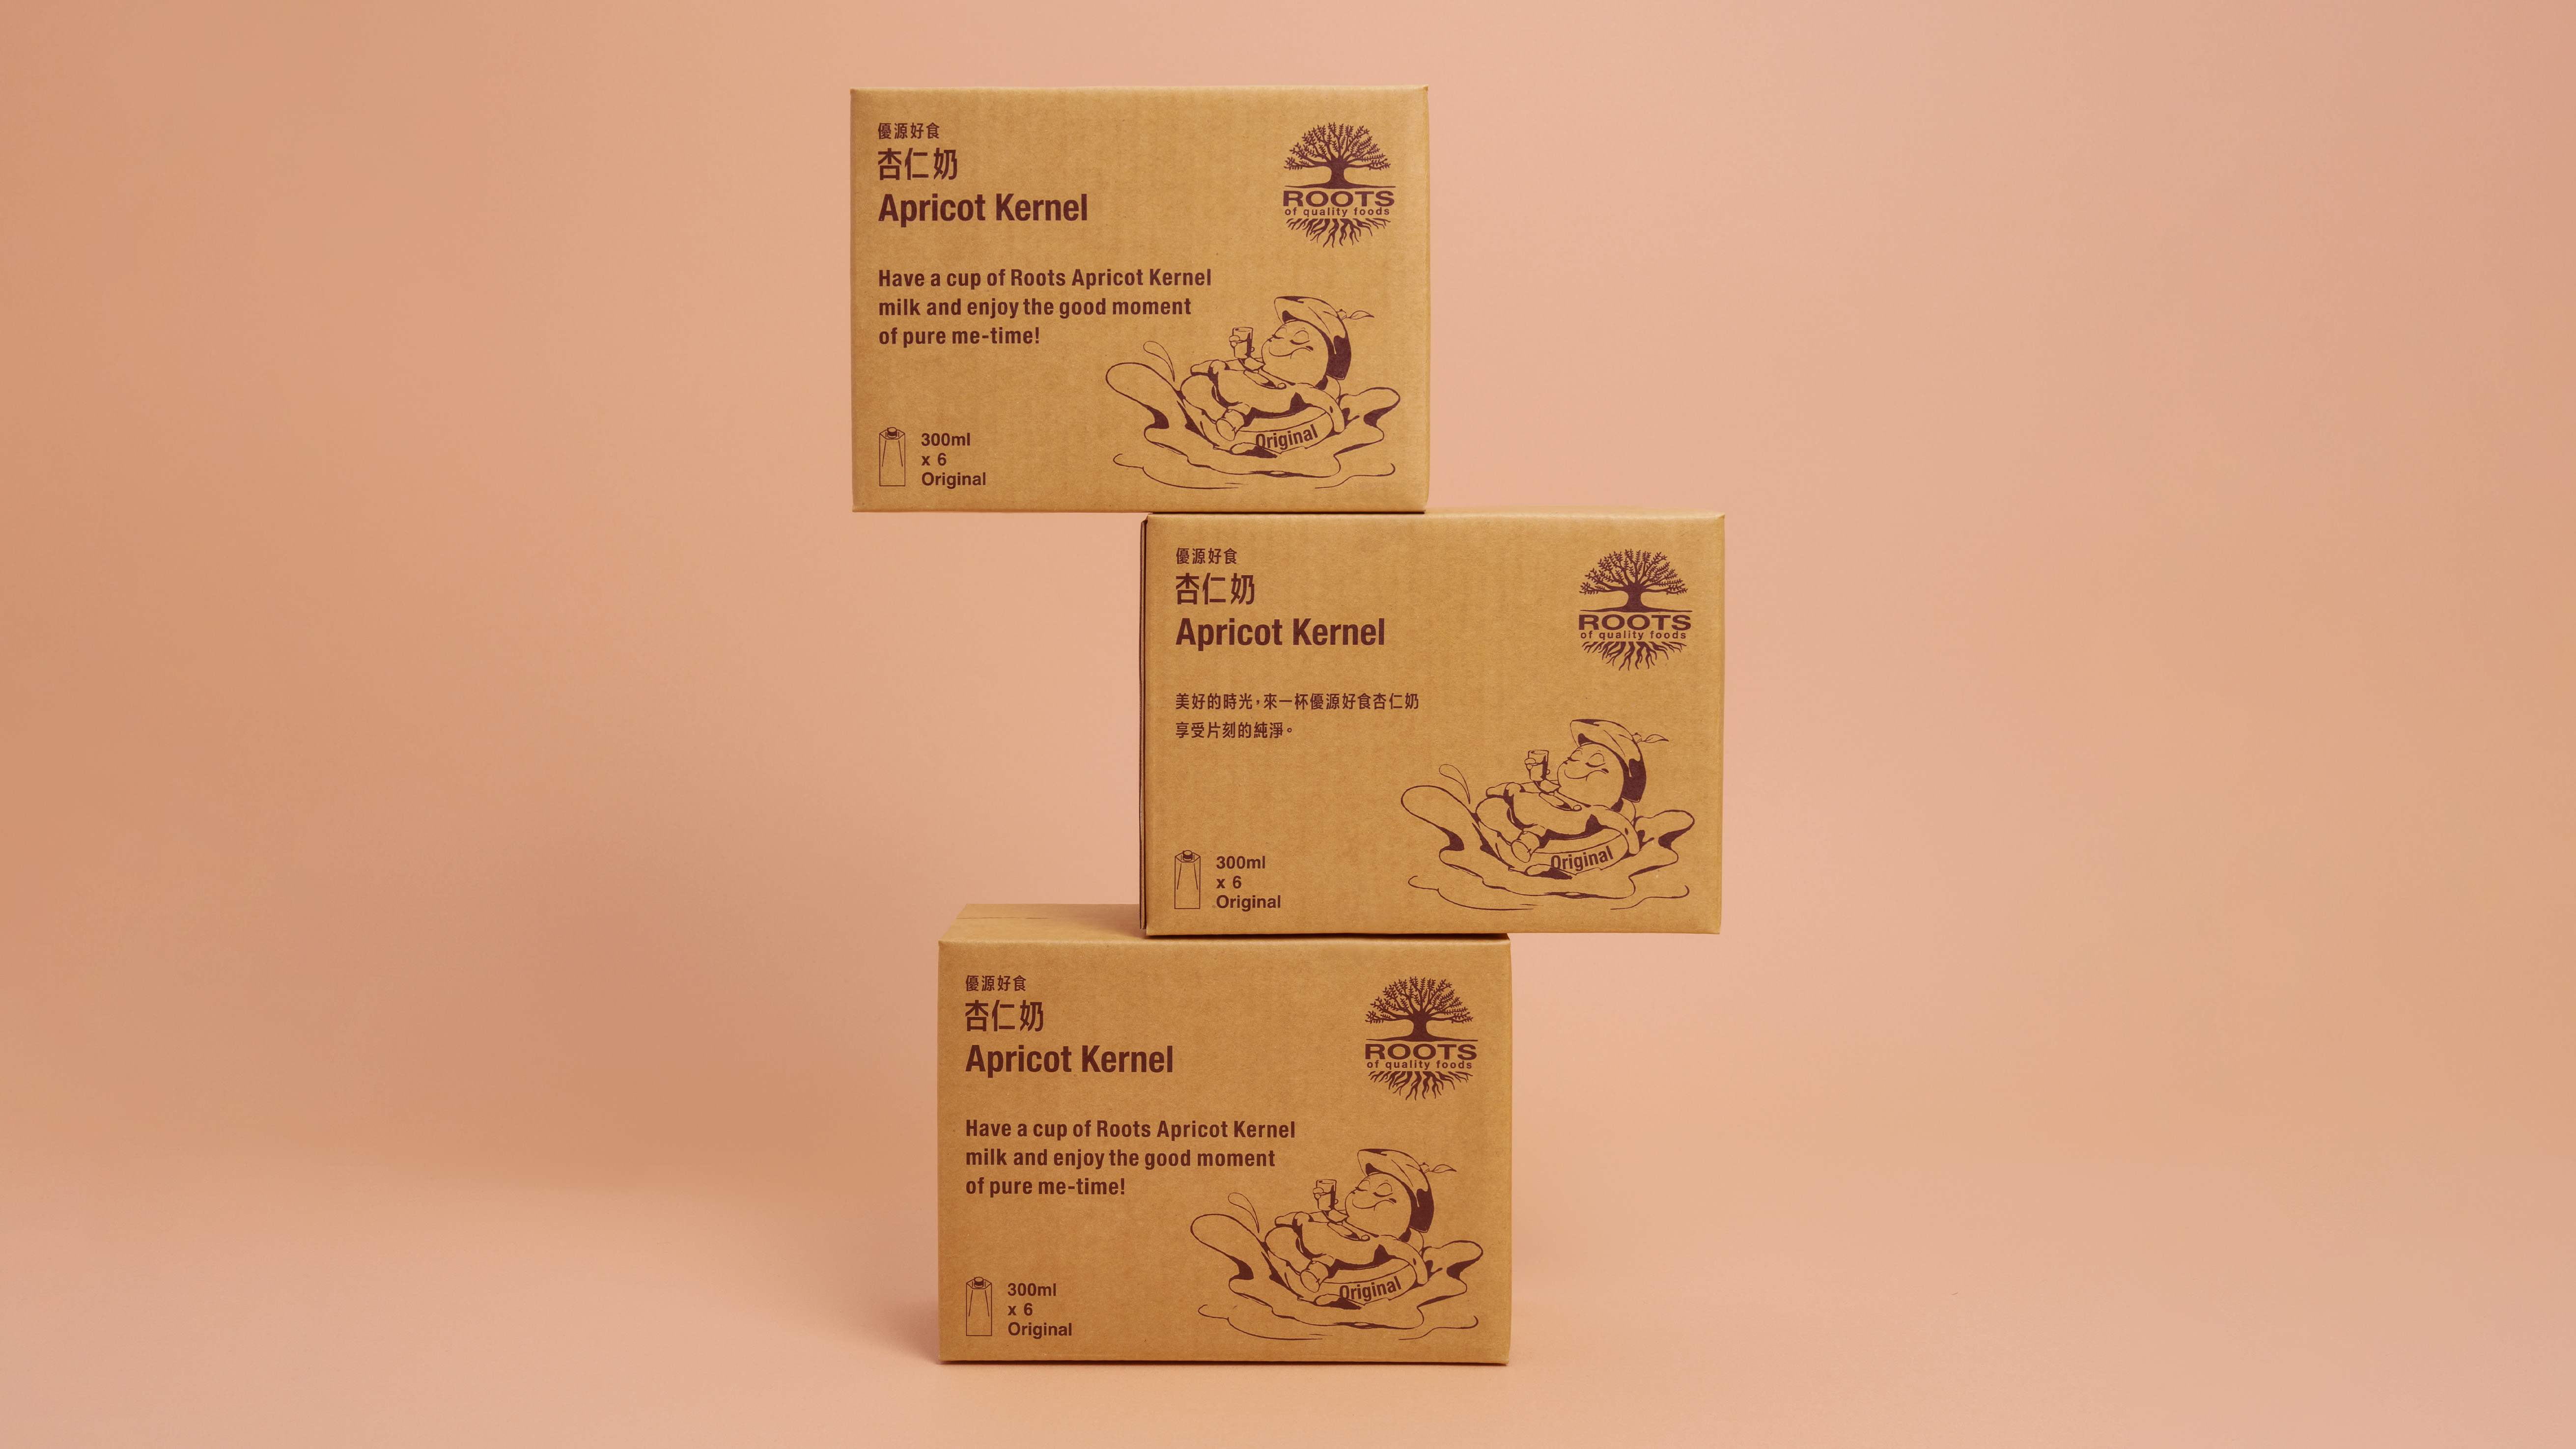 優源好食
杏仁奶
Apricot Kernel
ROOTS
of quality foods
Have a cup of Roots Apricot Kernel
milk and enjoy the good moment
of pure me-time!
Original
300ml
x 6
Original
優源好食
杏仁奶
Apricot Kernel
ROOTS
of quality foods
美好的時光，來一杯優源好食杏仁奶
享受片刻的純淨。
Original
300ml
x 6
Original
優源好食
杏仁奶
Apricot Kernel
ROOTS
of quality foods
Have a cup of Roots Apricot Kernel
milk and enjoy the good moment
of pure me-time!
Original
300ml
x 6
Original